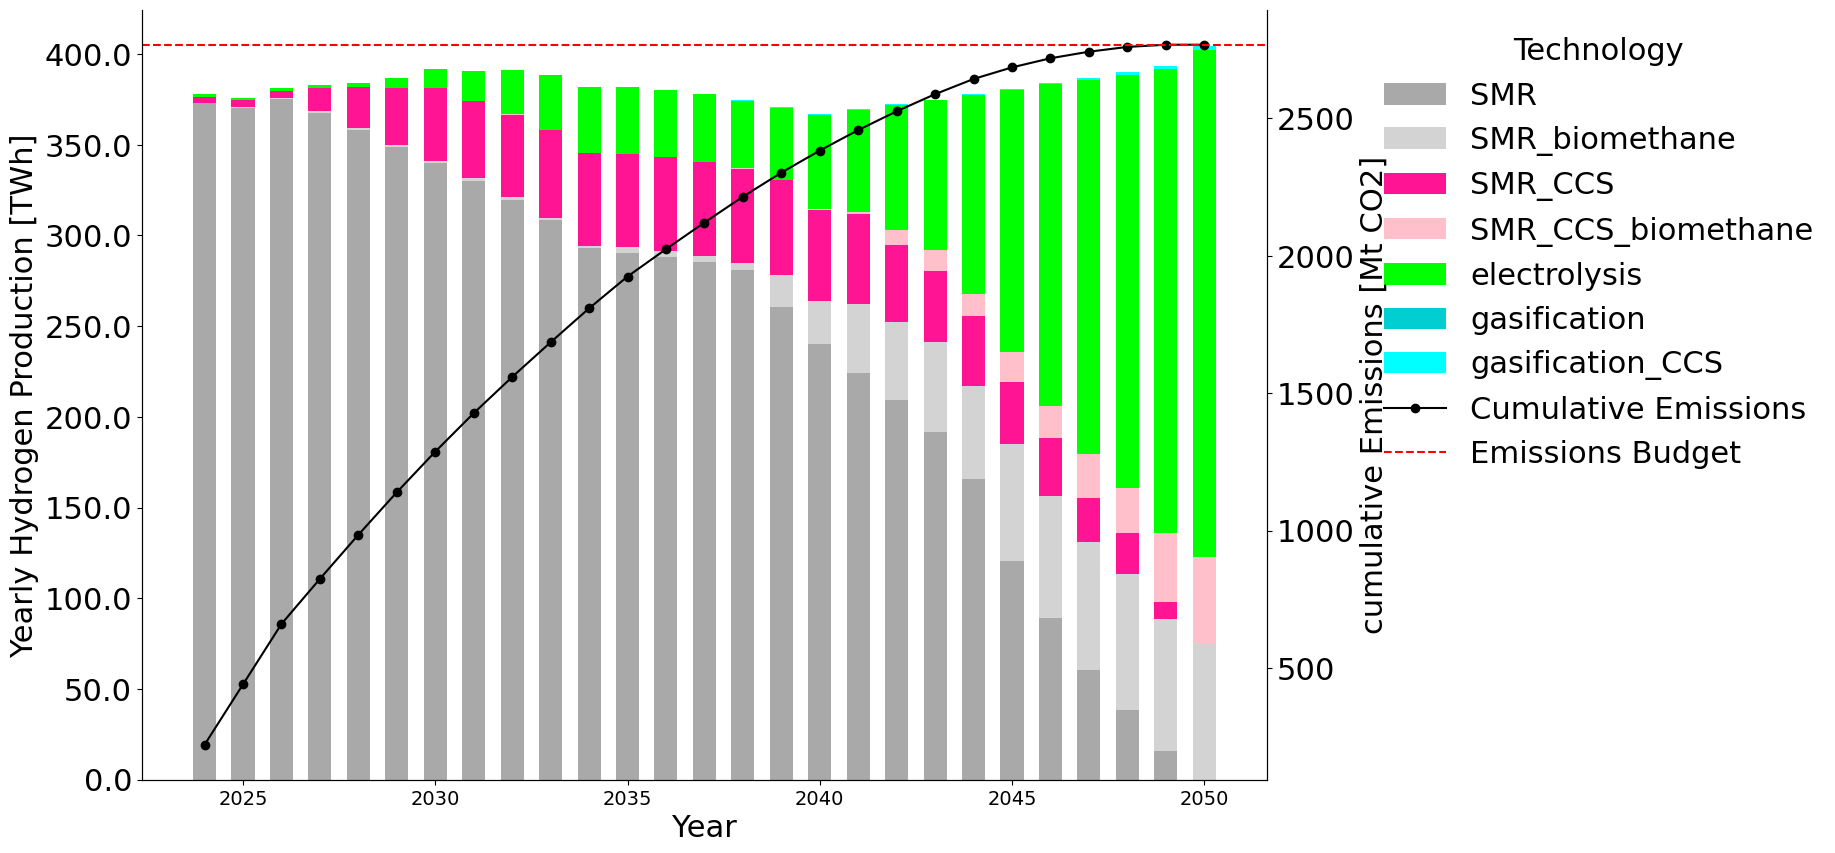 Yearly Hydrogen Production [TWh]
400.0
350.0
300.0
250.0
200.0
150.0
100.0
50.0
0.0
2025
2030
2035
2040
2045
2050
Year
2500
2000
1500
1000
500
cumulative Emissions [Mt CO2]
Technology
SMR
SMR_biomethane
SMR_CCS
SMR_CCS_biomethane
electrolysis
gasification
gasification_CCS
Cumulative Emissions
Emissions Budget